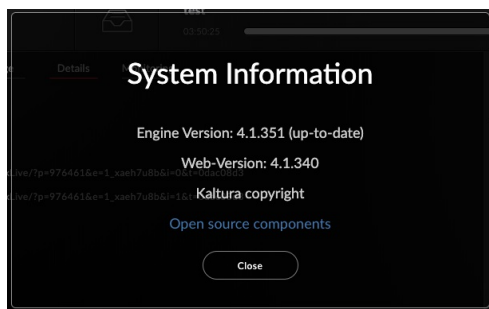 test
03:50:25
Details
System Information
Engine Version: 4.1.351 (up-to-date)
Web-Version: 4.1.340
Kaltura copyright
Open source components
Close